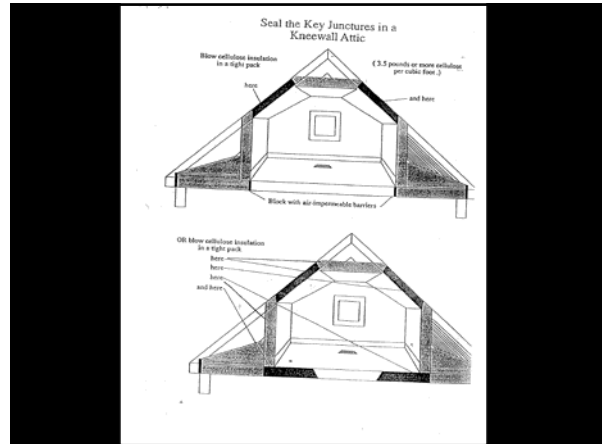 Seal the Key Junctures in a
Kneewall Attic
Blow cellulose insulation
in a tight pack
( 3.5 pounds or more cellulose
per cubic foot.)
here
and here
Block with air-impermeable barriers
OR blow cellulose insulation
in a tight pack
here
here
here
and here